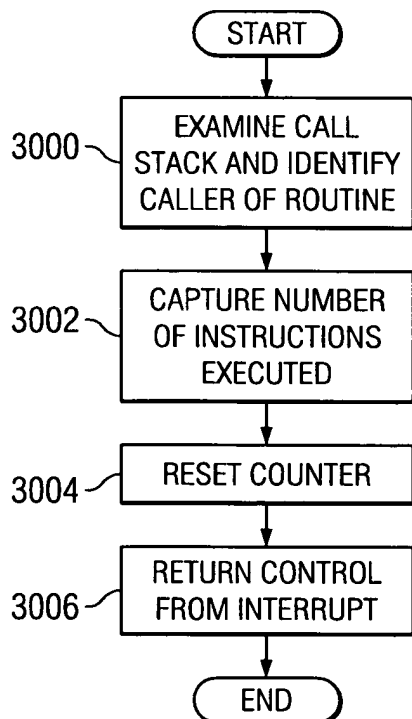 START
3000
EXAMINE CALL
STACK AND IDENTIFY
CALLER OF ROUTINE
3002
CAPTURE NUMBER
OF INSTRUCTIONS
EXECUTED
3004
RESET COUNTER
3006
RETURN CONTROL
FROM INTERRUPT
END